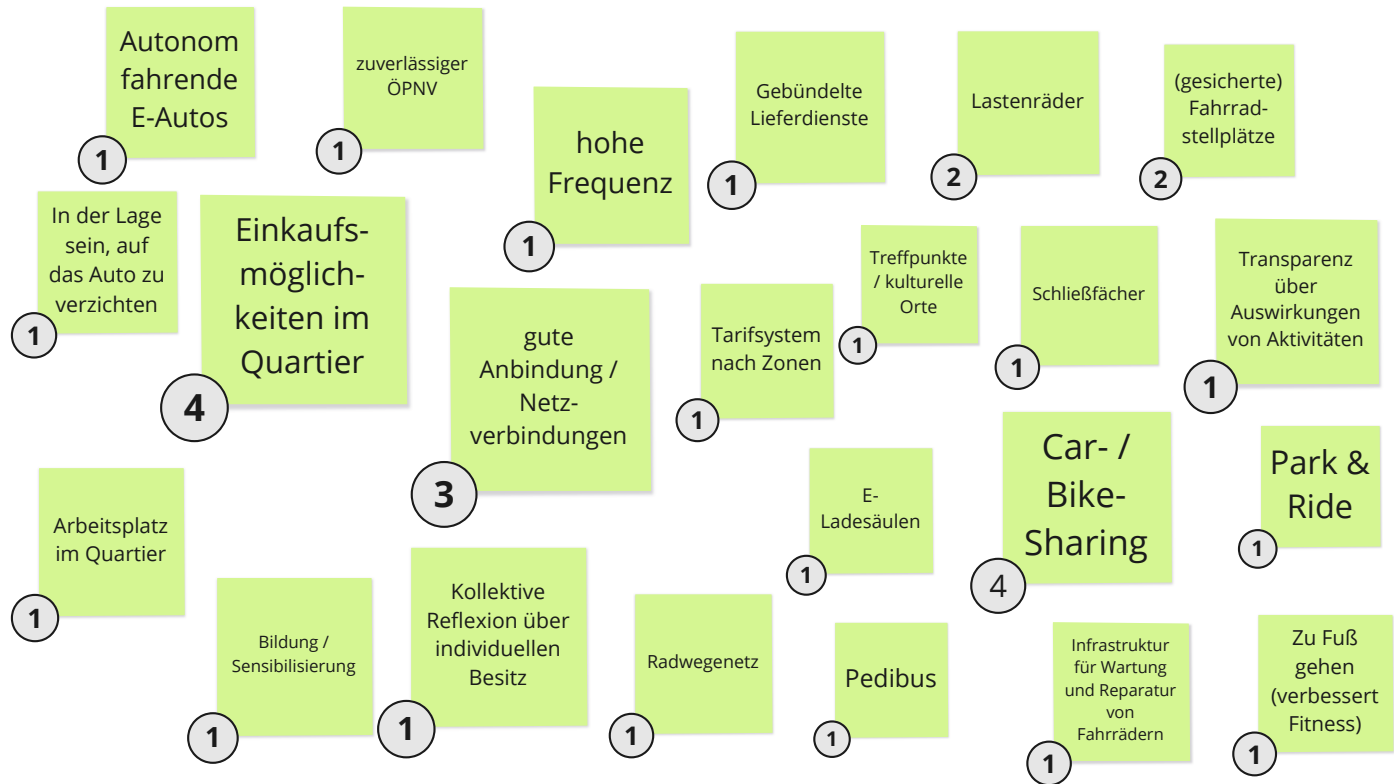 Autonom
fahrende
E-Autos
1
zuverlässiger
ÖPNV
1
hohe
Frequenz
1
Gebündelte
Lieferdienste
1
Lastenräder
2
(gesicherte)
Fahrrad-
stellplätze
2
In der Lage
sein, auf
das Auto zu
verzichten
1
Einkaufs-
möglich-
keiten im
Quartier
4
gute
Anbindung /
Netz-
verbindungen
3
Tarifsystem
nach Zonen
1
Treffpunkte
/ kulturelle
Orte
1
Schließfächer
1
Transparenz
über
Auswirkungen
von Aktivitäten
1
Arbeitsplatz
im Quartier
1
Bildung /
Sensibilisierung
1
Kollektive
Reflexion über
individuellen
Besitz
1
Radwegenetz
1
E-
Ladesäulen
1
Pedibus
1
Car- /
Bike-
Sharing
4
Park &
Ride
1
Infrastruktur
für Wartung
und Reparatur
von
Fahrrädern
1
Zu Fuß
gehen
(verbessert
Fitness)
1